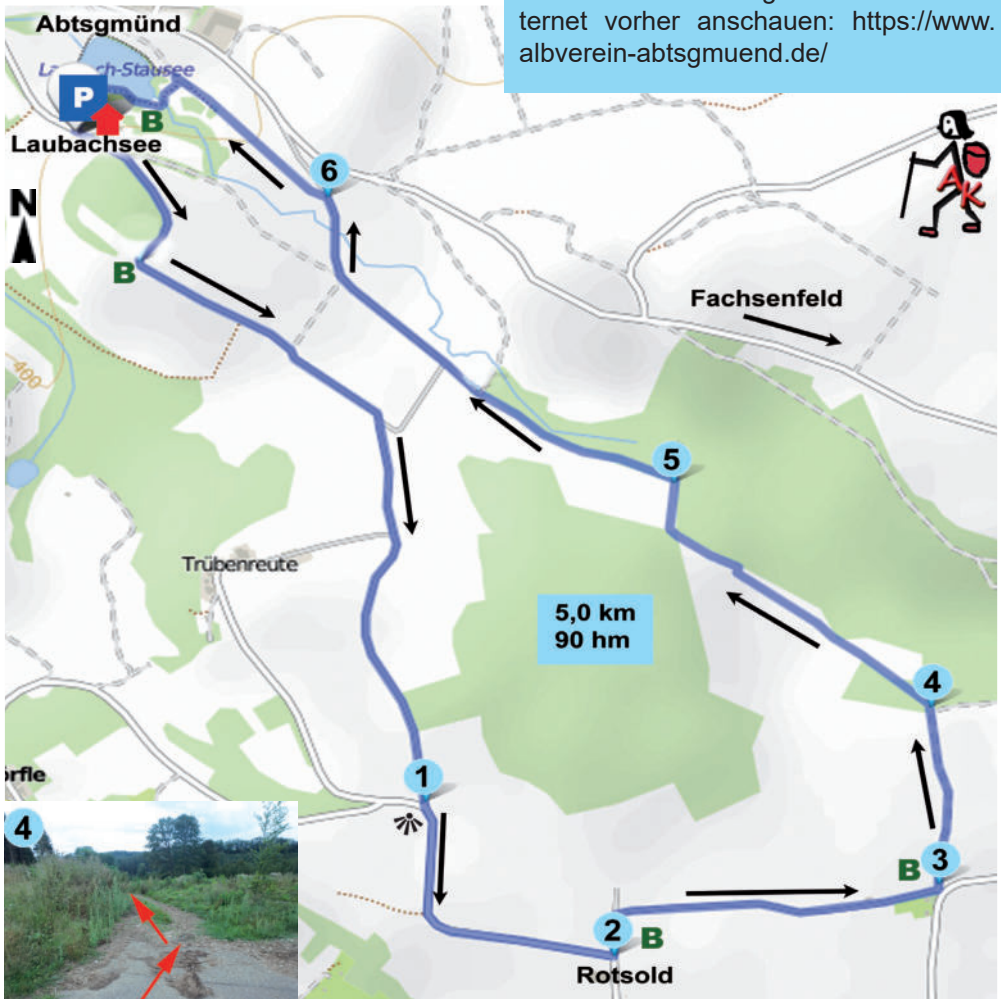 ternet vorher anschauen: https://www.
albverein-abtsgmuend.de/
Abtsgmünd
P
B
Laubachsee
6
AK
N
B
Fachsenfeld
400
5
Trübenreute
5,0 km
90 hm
4
1
rfle
4
3
B
2
B
Rotsold